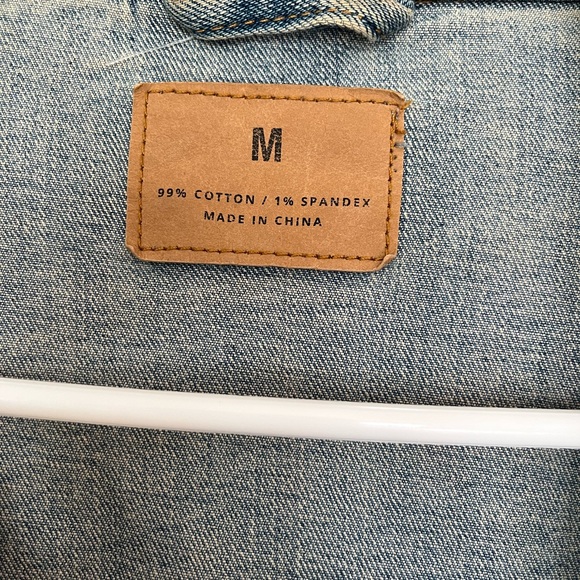 M
99% COTTON / 1% SPANDEX
MADE IN CHINA